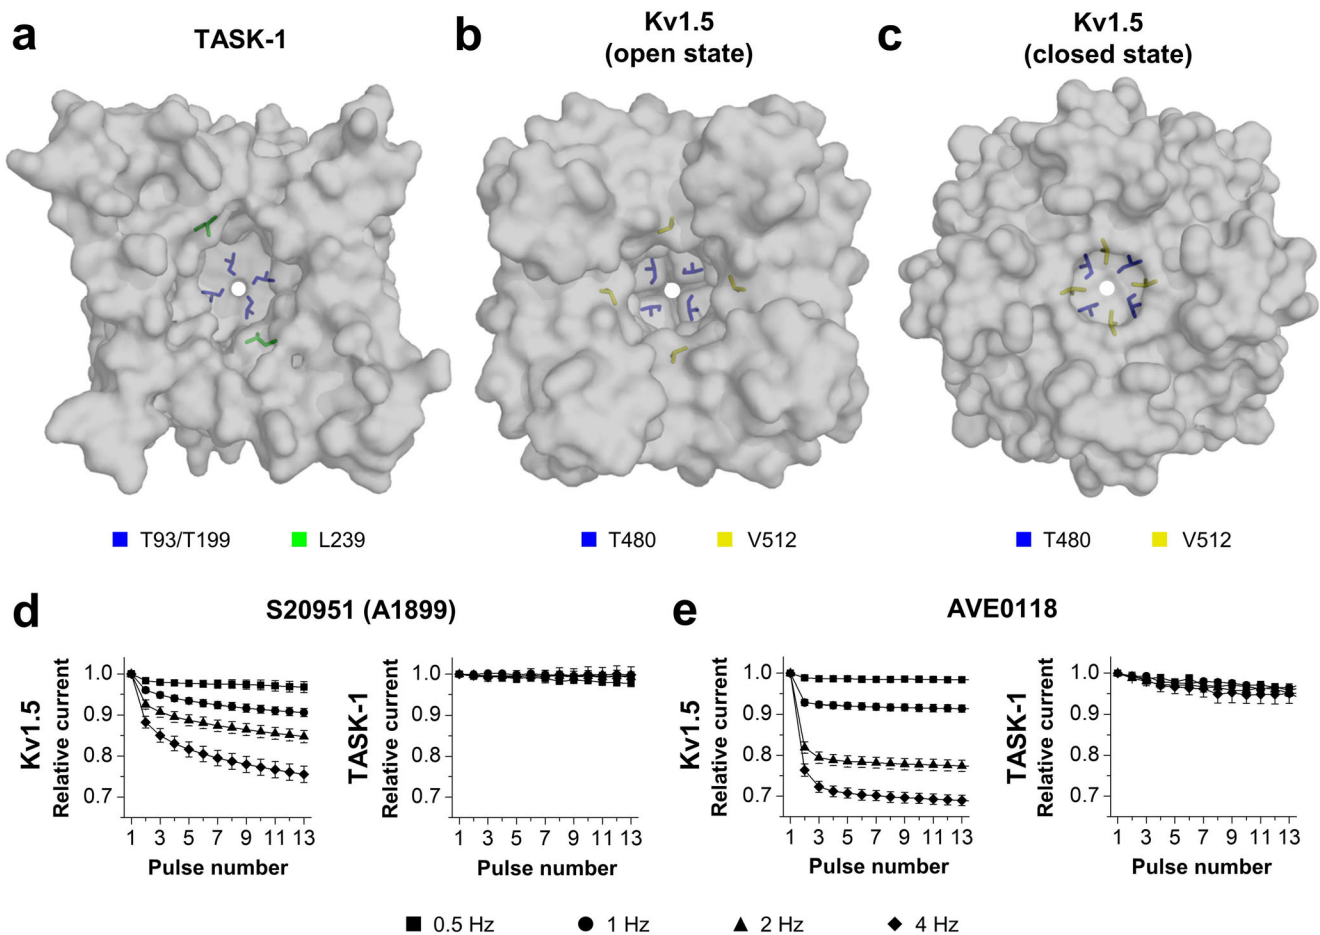 a
TASK-1
b
Kv1.5
(open state)
c
Kv1.5
(closed state)
T93/T199
L239
T480
V512
T480
V512
d
S20951 (A1899)
Kv1.5
Relative current
1.0
0.9
0.8
0.7
1 3 5 7 9 11 13
Pulse number
TASK-1
Relative current
1.0
0.9
0.8
0.7
1 3 5 7 9 11 13
Pulse number
e
AVE0118
Kv1.5
Relative current
1.0
0.9
0.8
0.7
1 3 5 7 9 11 13
Pulse number
TASK-1
Relative current
1.0
0.9
0.8
0.7
1 3 5 7 9 11 13
Pulse number
0.5 Hz
1 Hz
2 Hz
4 Hz